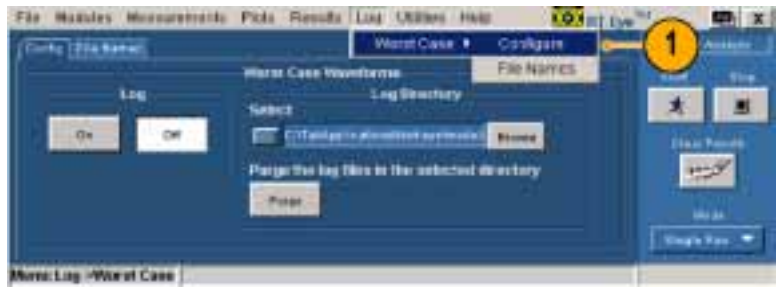 File Modules Measurements Plots Results Log Utilities Help
RT Eye
X
Worst Case Configure
File Names
1
Config File Names
Analysis
Worst Case Waveforms
Log
Log Directory
Select
On Off
Browse
Purge the log files in the selected directory
Purge
Start Stop
Clear Results
Mode
Single Run
Menu: Log >Worst Case